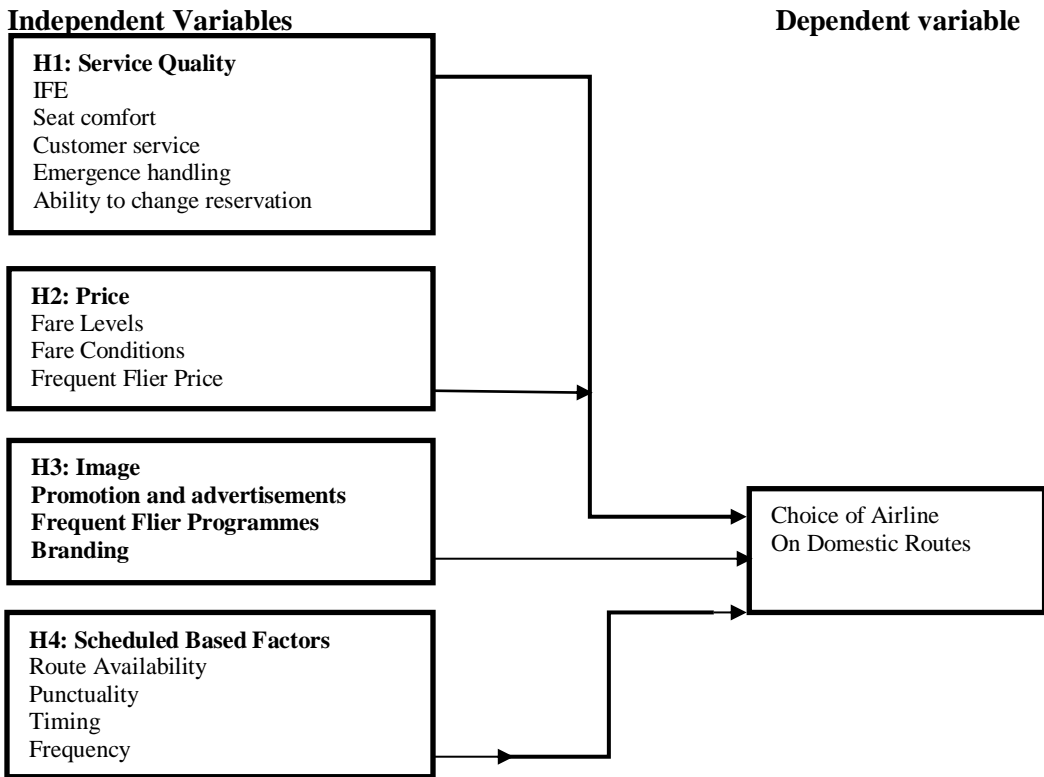 Independent Variables
Dependent variable
H1: Service Quality
IFE
Seat comfort
Customer service
Emergence handling
Ability to change reservation
H2: Price
Fare Levels
Fare Conditions
Frequent Flier Price
H3: Image
Promotion and advertisements
Frequent Flier Programmes
Branding
Choice of Airline
On Domestic Routes
H4: Scheduled Based Factors
Route Availability
Punctuality
Timing
Frequency